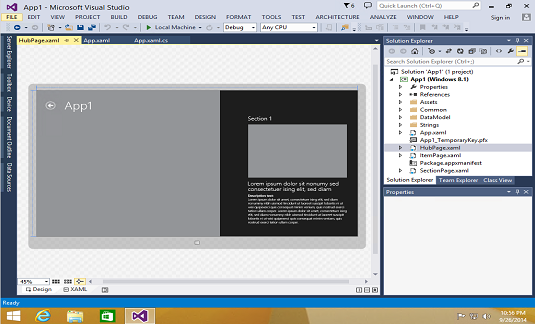 App1 - Microsoft Visual Studio
6
Quick Launch (Ctrl+Q)
FILE EDIT VIEW PROJECT BUILD DEBUG TEAM DESIGN FORMAT TOOLS TEST ARCHITECTURE ANALYZE WINDOW HELP Sign in
Local Machine Debug Any CPU
HubPage.xaml App.xaml App.xaml.cs
Server Explorer
Toolbox
Device
Document Outline
Data Sources
App1
Section 1
Lorem ipsum dolor sit nonumy sed
consectetuer ising elit, sed diam
Description text:
45%
Design XAML
Solution Explorer
Search Solution Explorer (Ctrl+;)
Solution 'App1' (1 project)
App1 (Windows 8.1)
Properties
References
Assets
Common
DataModel
Strings
App.xaml
App1_TemporaryKey.pfx
HubPage.xaml
ItemPage.xaml
Package.appxmanifest
SectionPage.xaml
Solution Explorer Team Explorer Class View
Properties
Ready
10:56 PM
9/26/2014